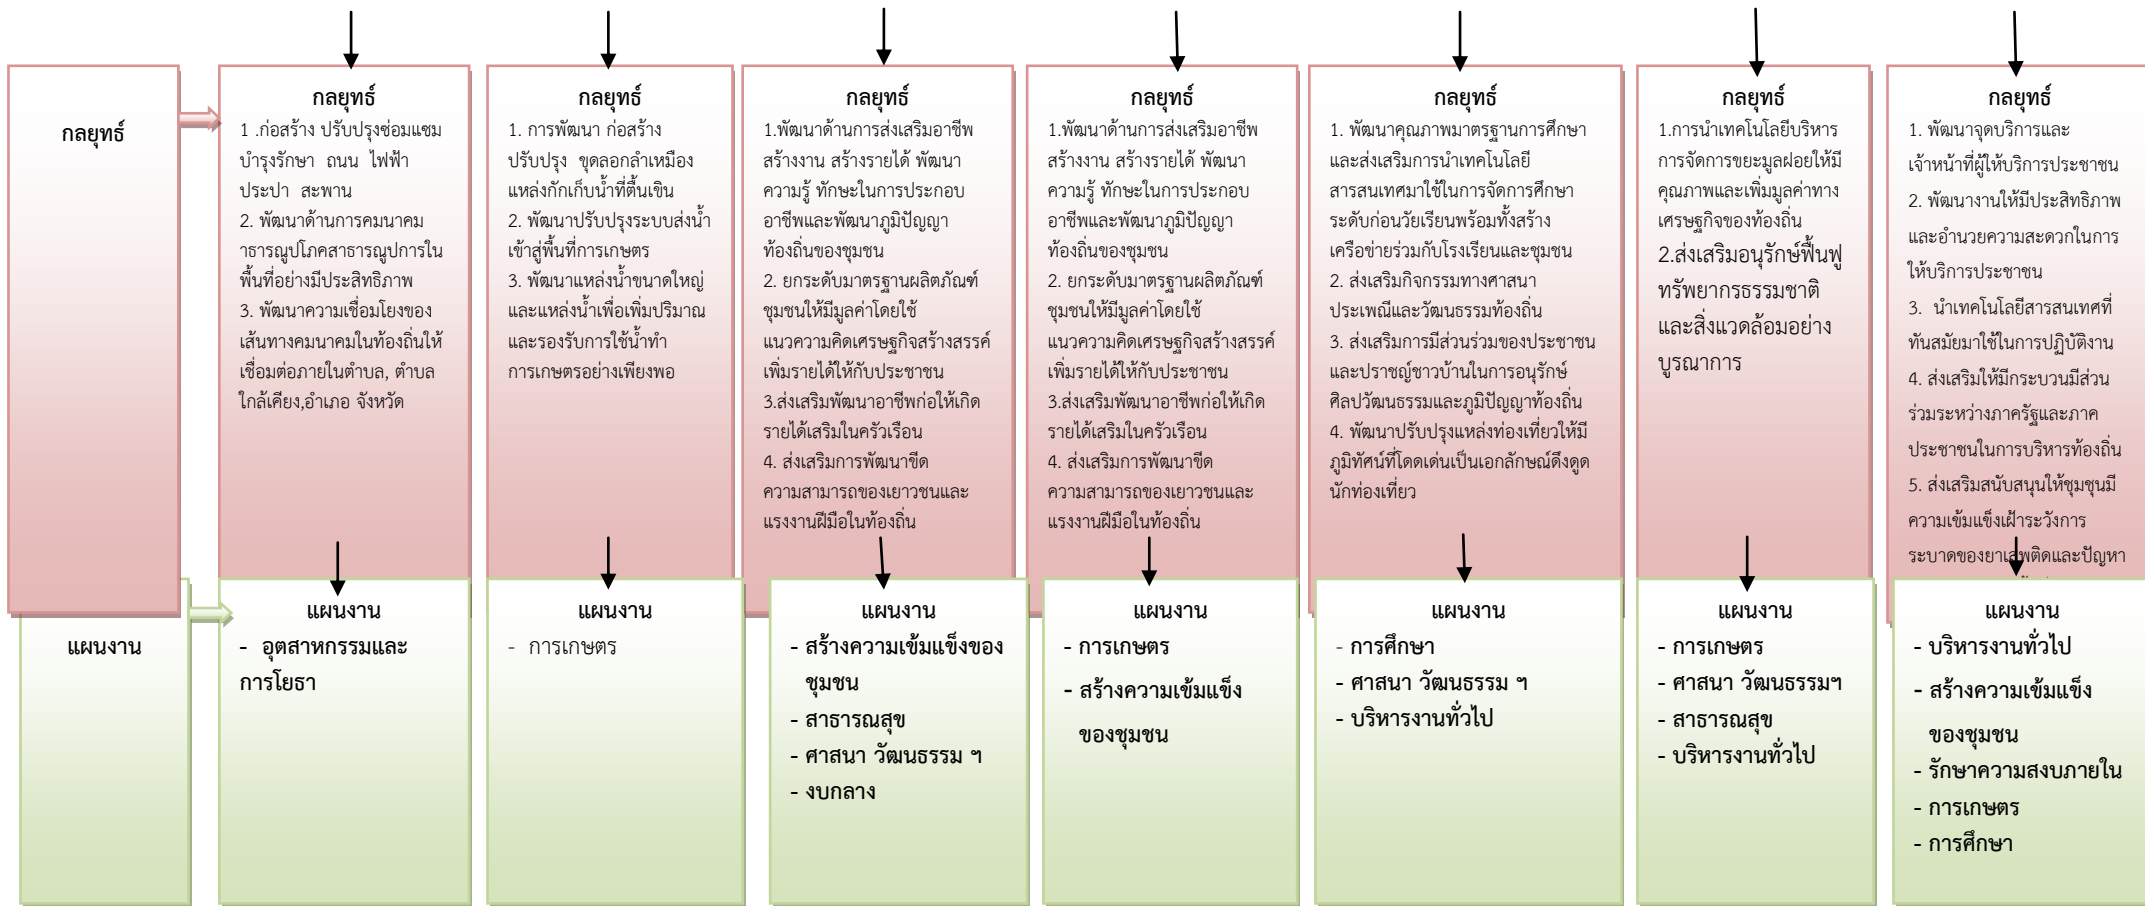 กลยุทธ์
กลยุทธ์
1 .ก่อสร้าง ปรับปรุงซ่อมแซม
บำรุงรักษา ถนน ไฟฟ้า
ประปา สะพาน
2. พัฒนาด้านการคมนาคม
าธารณูปโภคสาธารณูปการใน
พื้นที่อย่างมีประสิทธิภาพ
3. พัฒนาความเชื่อมโยงของ
เส้นทางคมนาคมในท้องถิ่นให้
เชื่อมต่อภายในตำบล, ตำบล
ใกล้เคียง,อำเภอ จังหวัด
กลยุทธ์
1. การพัฒนา ก่อสร้าง
ปรับปรุง ขุดลอกลำเหมือง
แหล่งกักเก็บน้ำที่ตื้นเขิน
2. พัฒนาปรับปรุงระบบส่งน้ำ
เข้าสู่พื้นที่การเกษตร
3. พัฒนาแหล่งน้ำขนาดใหญ่
และแหล่งน้ำเพื่อเพิ่มปริมาณ
และรองรับการใช้น้ำทำ
การเกษตรอย่างเพียงพอ
กลยุทธ์
1.พัฒนาด้านการส่งเสริมอาชีพ
สร้างงาน สร้างรายได้ พัฒนา
ความรู้ ทักษะในการประกอบ
อาชีพและพัฒนาภูมิปัญญา
ท้องถิ่นของชุมชน
2. ยกระดับมาตรฐานผลิตภัณฑ์
ชุมชนให้มีมูลค่าโดยใช้
แนวความคิดเศรษฐกิจสร้างสรรค์
เพิ่มรายได้ให้กับประชาชน
3.ส่งเสริมพัฒนาอาชีพก่อให้เกิด
รายได้เสริมในครัวเรือน
4. ส่งเสริมการพัฒนาขีด
ความสามารถของเยาวชนและ
แรงงานฝีมือในท้องถิ่น
กลยุทธ์
1.พัฒนาด้านการส่งเสริมอาชีพ
สร้างงาน สร้างรายได้ พัฒนา
ความรู้ ทักษะในการประกอบ
อาชีพและพัฒนาภูมิปัญญา
ท้องถิ่นของชุมชน
2. ยกระดับมาตรฐานผลิตภัณฑ์
ชุมชนให้มีมูลค่าโดยใช้
แนวความคิดเศรษฐกิจสร้างสรรค์
เพิ่มรายได้ให้กับประชาชน
3.ส่งเสริมพัฒนาอาชีพก่อให้เกิด
รายได้เสริมในครัวเรือน
4. ส่งเสริมการพัฒนาขีด
ความสามารถของเยาวชนและ
แรงงานฝีมือในท้องถิ่น
กลยุทธ์
1. พัฒนาคุณภาพมาตรฐานการศึกษา
และส่งเสริมการนำเทคโนโลยี
สารสนเทศมาใช้ในการจัดการศึกษา
ระดับก่อนวัยเรียนพร้อมทั้งสร้าง
เครือข่ายร่วมกับโรงเรียนและชุมชน
2. ส่งเสริมกิจกรรมทางศาสนา
ประเพณีและวัฒนธรรมท้องถิ่น
3. ส่งเสริมการมีส่วนร่วมของประชาชน
และปราชญ์ชาวบ้านในการอนุรักษ์
ศิลปวัฒนธรรมและภูมิปัญญาท้องถิ่น
4. พัฒนาปรับปรุงแหล่งท่องเที่ยวให้มี
ภูมิทัศน์ที่โดดเด่นเป็นเอกลักษณ์ดึงดูด
นักท่องเที่ยว
กลยุทธ์
1.การนำเทคโนโลยีบริหาร
การจัดการขยะมูลฝอยให้มี
คุณภาพและเพิ่มมูลค่าทาง
เศรษฐกิจของท้องถิ่น
2.ส่งเสริมอนุรักษ์ฟื้นฟู
ทรัพยากรธรรมชาติ
และสิ่งแวดล้อมอย่าง
บูรณาการ
กลยุทธ์
1. พัฒนาจุดบริการและ
เจ้าหน้าที่ผู้ให้บริการประชาชน
2. พัฒนางานให้มีประสิทธิภาพ
และอำนวยความสะดวกในการ
ให้บริการประชาชน
3. นำเทคโนโลยีสารสนเทศที่
ทันสมัยมาใช้ในการปฏิบัติงาน
4. ส่งเสริมให้มีกระบวนมีส่วน
ร่วมระหว่างภาครัฐและภาค
ประชาชนในการบริหารท้องถิ่น
5. ส่งเสริมสนับสนุนให้ชุมชุนมี
ความเข้มแข็งเฝ้าระวังการ
ระบาดของยาเสพติดและปัญหา
แผนงาน
แผนงาน
- อุตสาหกรรมและ
การโยธา
แผนงาน
- การเกษตร
แผนงาน
- สร้างความเข้มแข็งของ
ชุมชน
- สาธารณสุข
- ศาสนา วัฒนธรรม ฯ
- งบกลาง
แผนงาน
- การเกษตร
- สร้างความเข้มแข็ง
ของชุมชน
แผนงาน
- การศึกษา
- ศาสนา วัฒนธรรม ฯ
- บริหารงานทั่วไป
แผนงาน
- การเกษตร
- ศาสนา วัฒนธรรมฯ
- สาธารณสุข
- บริหารงานทั่วไป
แผนงาน
- บริหารงานทั่วไป
- สร้างความเข้มแข็ง
ของชุมชน
- รักษาความสงบภายใน
- การเกษตร
- การศึกษา